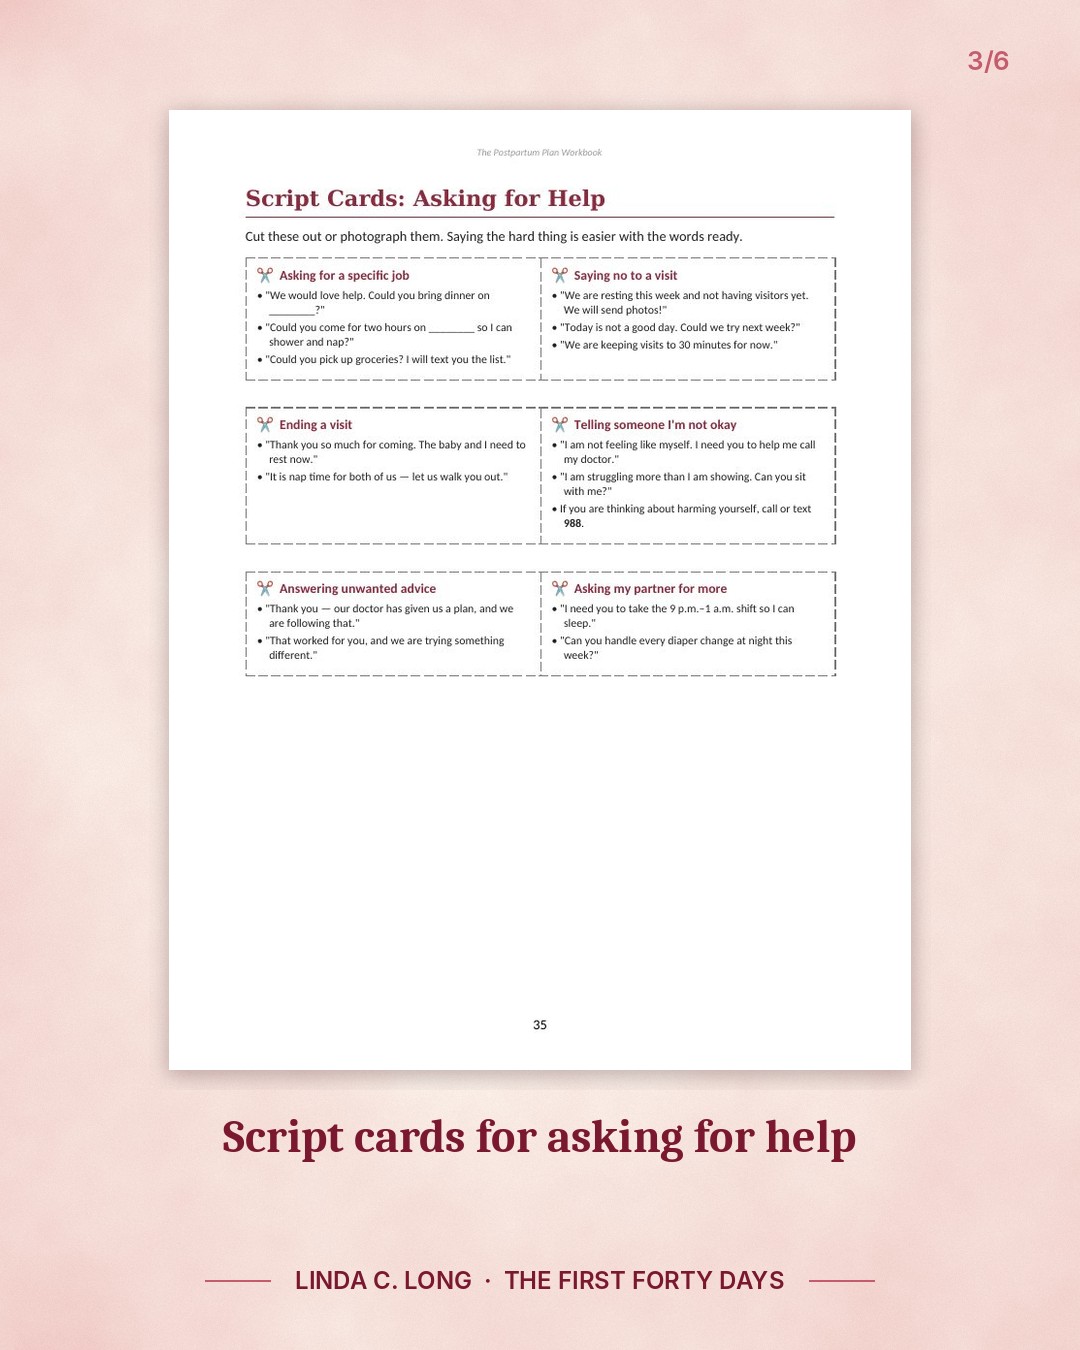 3/6
The Postpartum Plan Workbook
Script Cards: Asking for Help
Cut these out or photograph them. Saying the hard thing is easier with the words ready.
✂️ Asking for a specific job
• "We would love help. Could you bring dinner on
________?"
• "Could you come for two hours on ________ so I can
shower and nap?"
• "Could you pick up groceries? I will text you the list."
✂️ Saying no to a visit
• "We are resting this week and not having visitors yet.
We will send photos!"
• "Today is not a good day. Could we try next week?"
• "We are keeping visits to 30 minutes for now."
✂️ Ending a visit
• "Thank you so much for coming. The baby and I need to
rest now."
• "It is nap time for both of us — let us walk you out."
✂️ Telling someone I'm not okay
• "I am not feeling like myself. I need you to help me call
my doctor."
• "I am struggling more than I am showing. Can you sit
with me?"
• If you are thinking about harming yourself, call or text
988.
✂️ Answering unwanted advice
• "Thank you — our doctor has given us a plan, and we
are following that."
• "That worked for you, and we are trying something
different."
✂️ Asking my partner for more
• "I need you to take the 9 p.m.–1 a.m. shift so I can
sleep."
• "Can you handle every diaper change at night this
week?"
35
Script cards for asking for help
LINDA C. LONG · THE FIRST FORTY DAYS